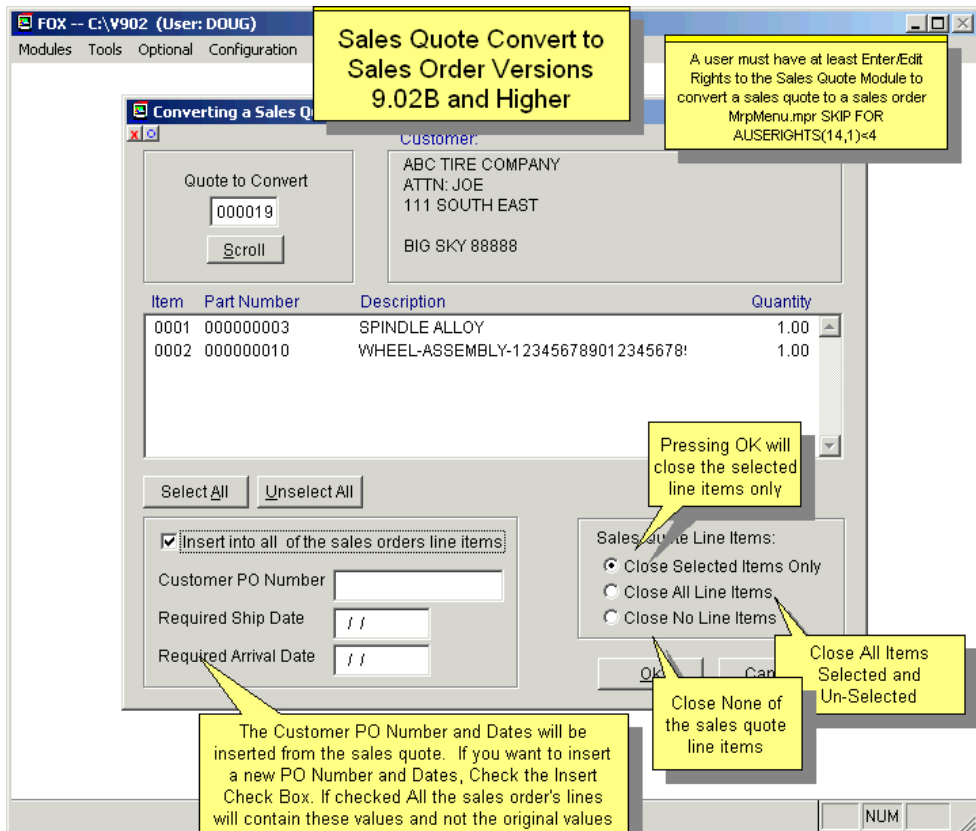 FOX -- C:\V902 (User: DOUG)
Modules Tools Optional Configuration
Sales Quote Convert to
Sales Order Versions
9.02B and Higher
A user must have at least Enter/Edit
Rights to the Sales Quote Module to
convert a sales quote to a sales order
MrpMenu.mpr SKIP FOR
AUSERIGHTS(14,1)<4
Converting a Sales Q
Customer:
Quote to Convert
000019
Scroll
ABC TIRE COMPANY
ATTN: JOE
111 SOUTH EAST
BIG SKY 88888
Item Part Number Description Quantity
0001 000000003 SPINDLE ALLOY 1.00
0002 000000010 WHEEL-ASSEMBLY-123456789012345678! 1.00
Pressing OK will
close the selected
line items only
Select All Unselect All
Insert into all of the sales orders line items
Customer PO Number
Required Ship Date / /
Required Arrival Date / /
Sales Quote Line Items:
Close Selected Items Only
Close All Line Items
Close No Line Items
OK
Can
Close All Items
Selected and
Un-Selected
Close None of
the sales quote
line items
The Customer PO Number and Dates will be
inserted from the sales quote. If you want to insert
a new PO Number and Dates, Check the Insert
Check Box. If checked All the sales order's lines
will contain these values and not the original values
NUM